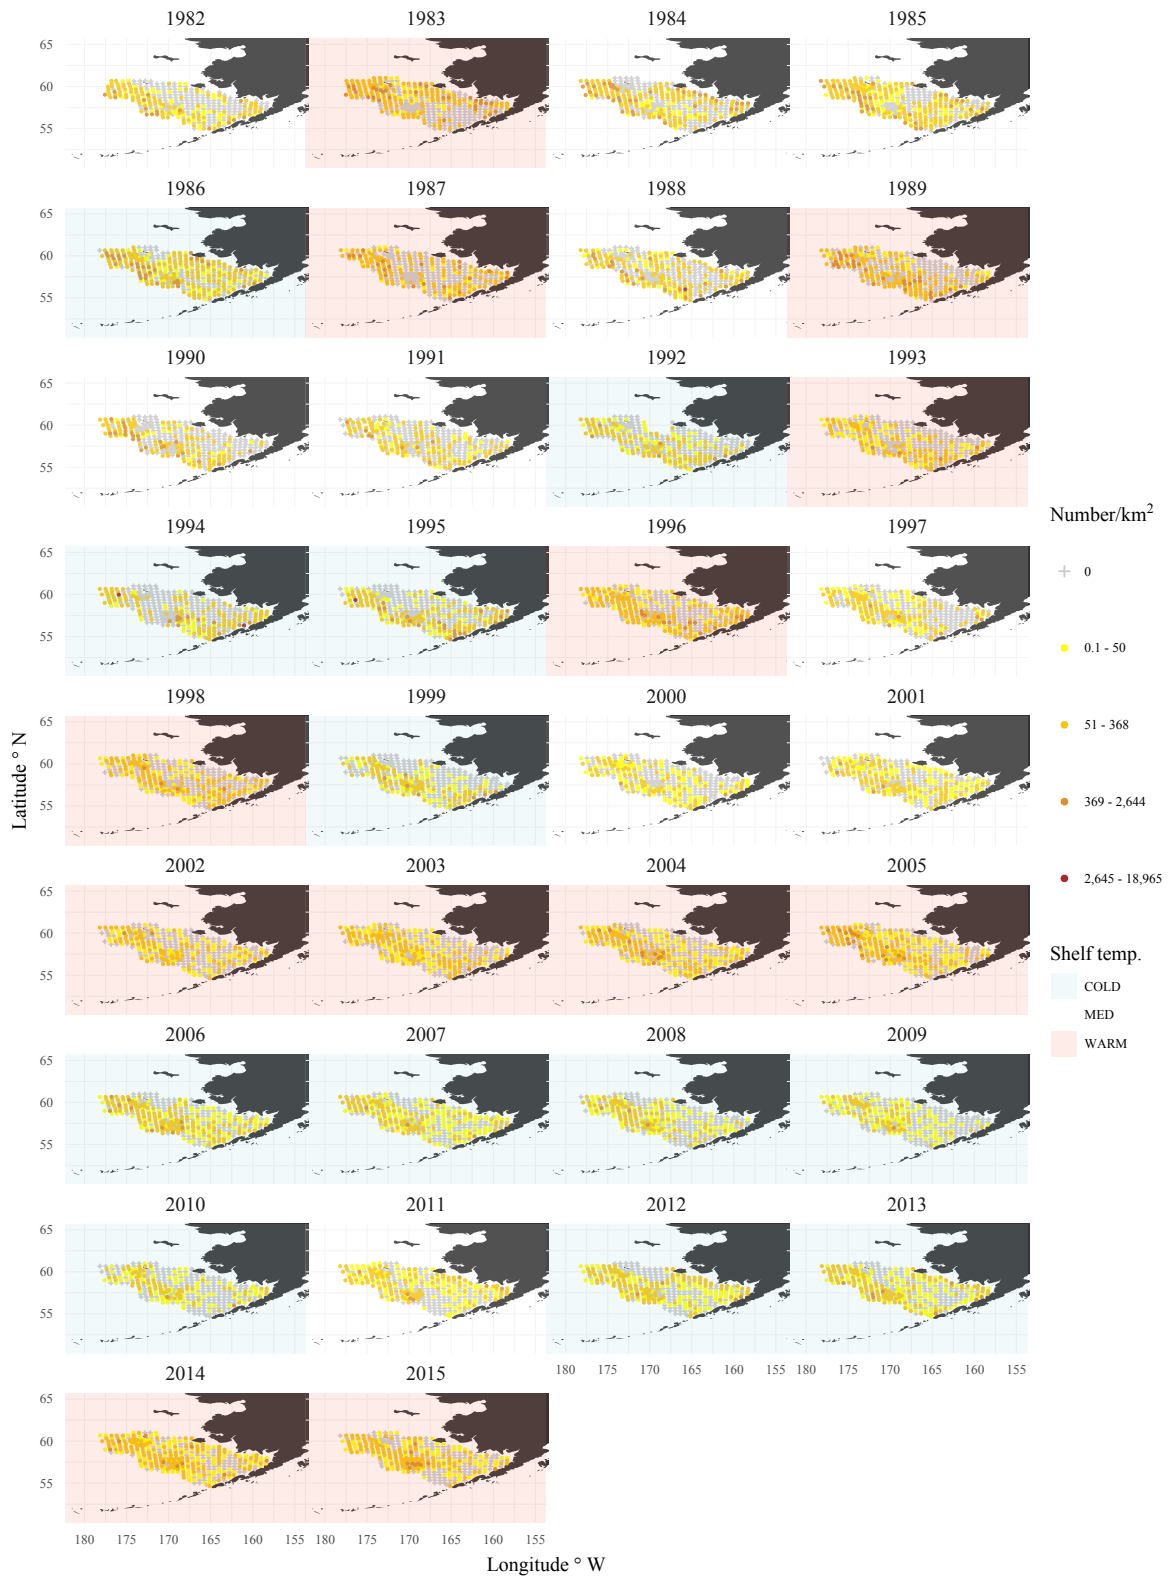 1982 1983 1984 1985
65
60
55
1986 1987 1988 1989
65
60
55
1990 1991 1992 1993
65
60
55
Number/km²
0
0.1 - 50
51 - 368
369 - 2,644
2,645 - 18,965
1994 1995 1996 1997
65
60
55
1998 1999 2000 2001
65
60
55
Latitude ° N
2002 2003 2004 2005
65
60
55
Shelf temp.
COLD
MED
WARM
2006 2007 2008 2009
65
60
55
2010 2011 2012 2013
65
60
55
180 175 170 165 160 155 180 175 170 165 160 155
2014 2015
65
60
55
180 175 170 165 160 155 180 175 170 165 160 155
Longitude ° W